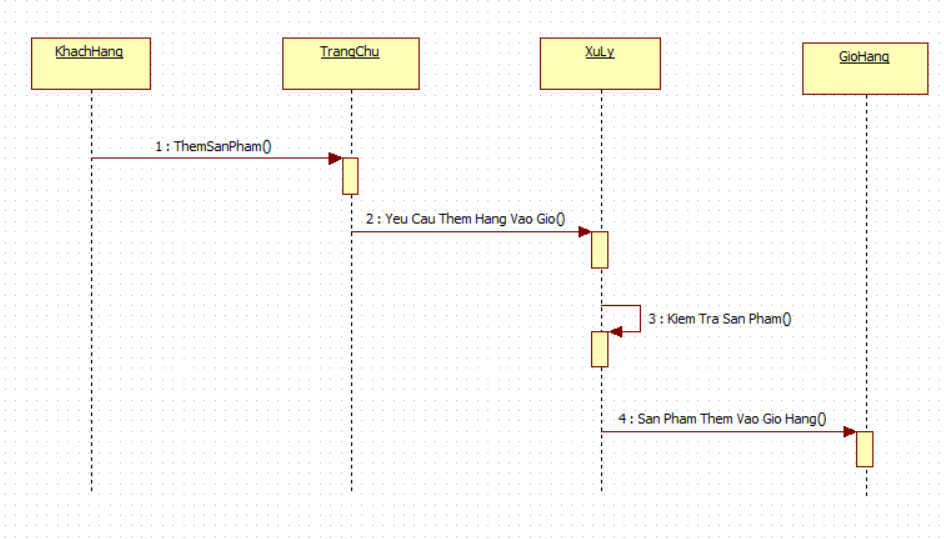 KhachHang
TrangChu
XuLy
GioHang
1 : ThemSanPham()
2 : Yeu Cau Them Hang Vao Gio()
3 : Kiem Tra San Pham()
4 : San Pham Them Vao Gio Hang()